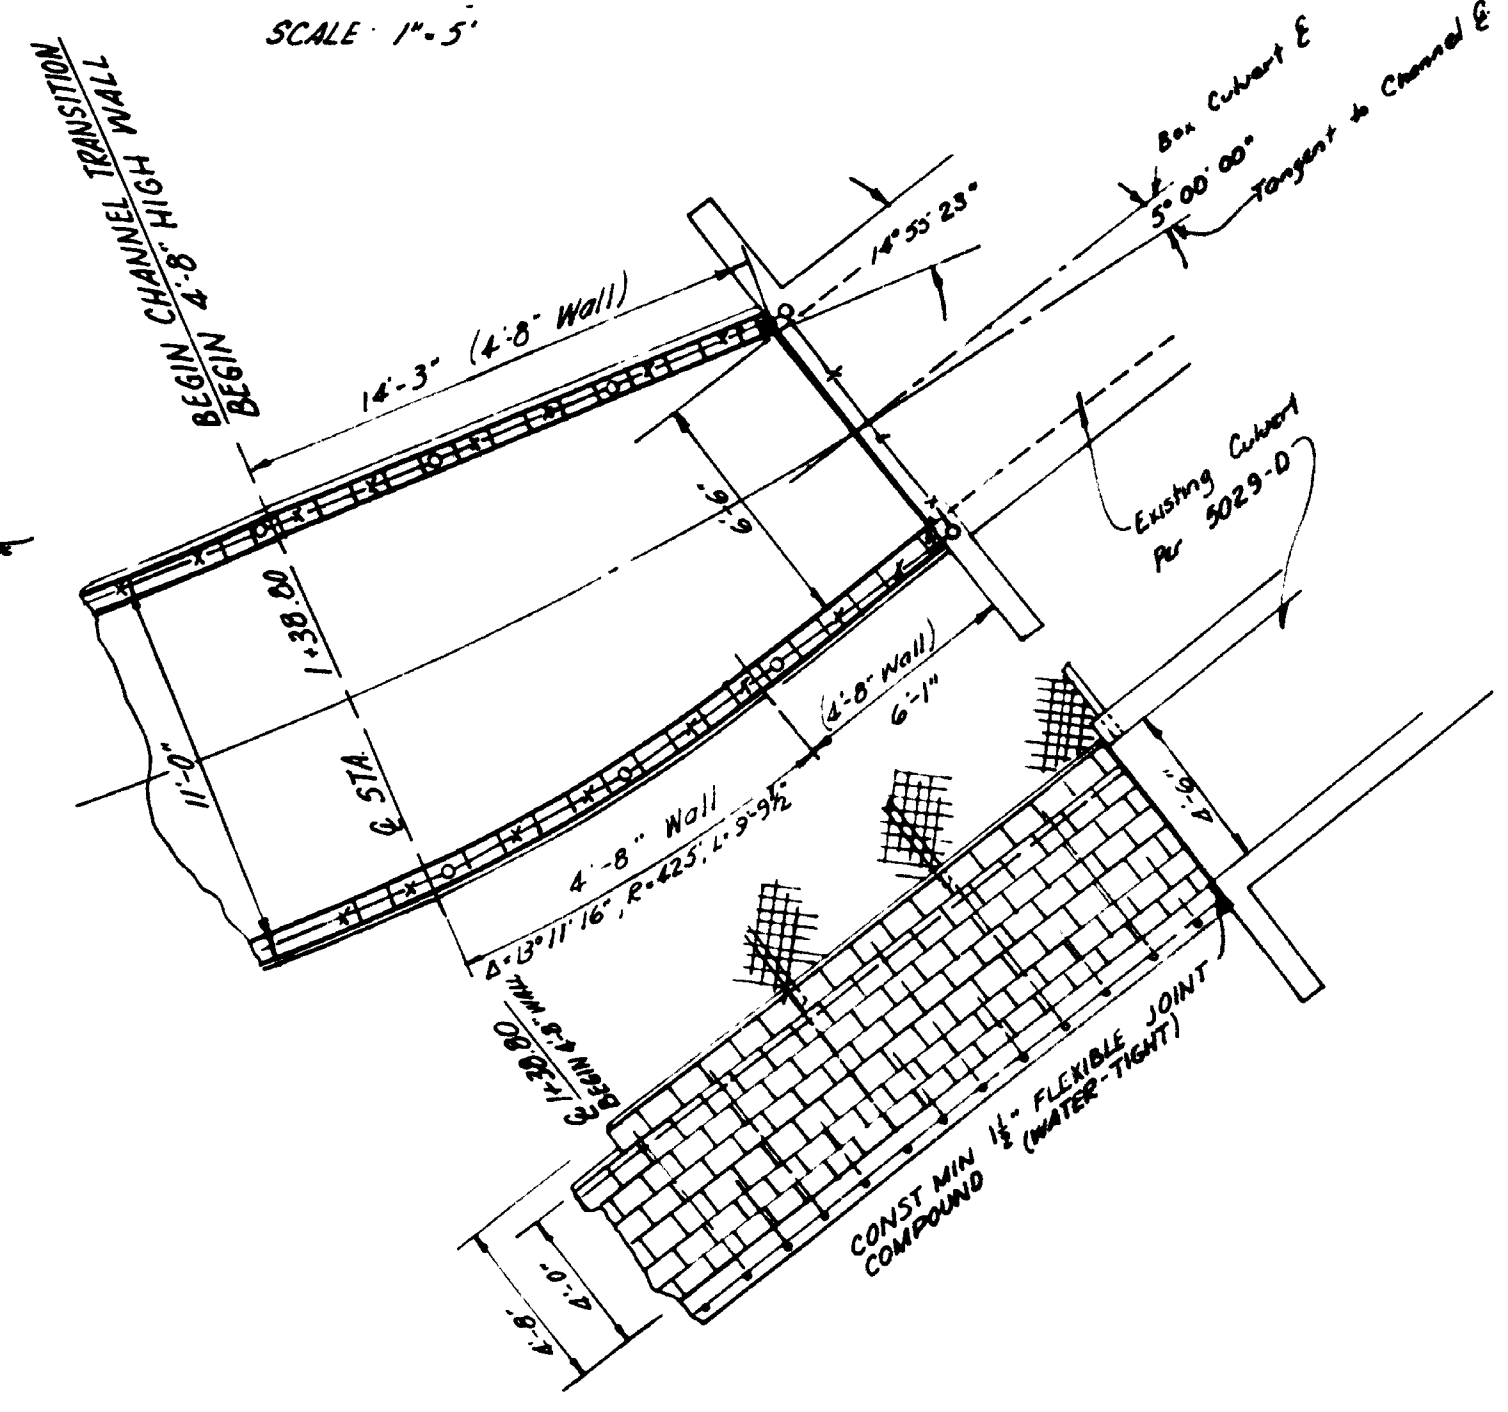 SCALE 1"=5'
BEGIN CHANNEL TRANSITION
BEGIN 4'-8" HIGH WALL
Box Culvert ℄
5° 00' 00"
Tangent to Channel ℄
14° 55' 23"
14'-3" (4'-8" Wall)
6'-6"
Existing Culvert
Per 5029-D
1+38.80
℄ STA.
11'-0"
(4'-8" Wall)
6'-1"
4'-8" Wall
Δ=13° 11' 16", R=42.5', L=9'-9½"
℄ 1+38.80
BEGIN 4'-8" WALL
4'-6"
CONST MIN 1½" FLEXIBLE JOINT
COMPOUND (WATER-TIGHT)
4'-0"
4'-8"